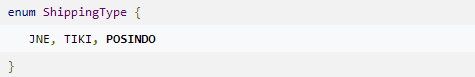 enum ShippingType {
JNE, TIKI, POSINDO
}